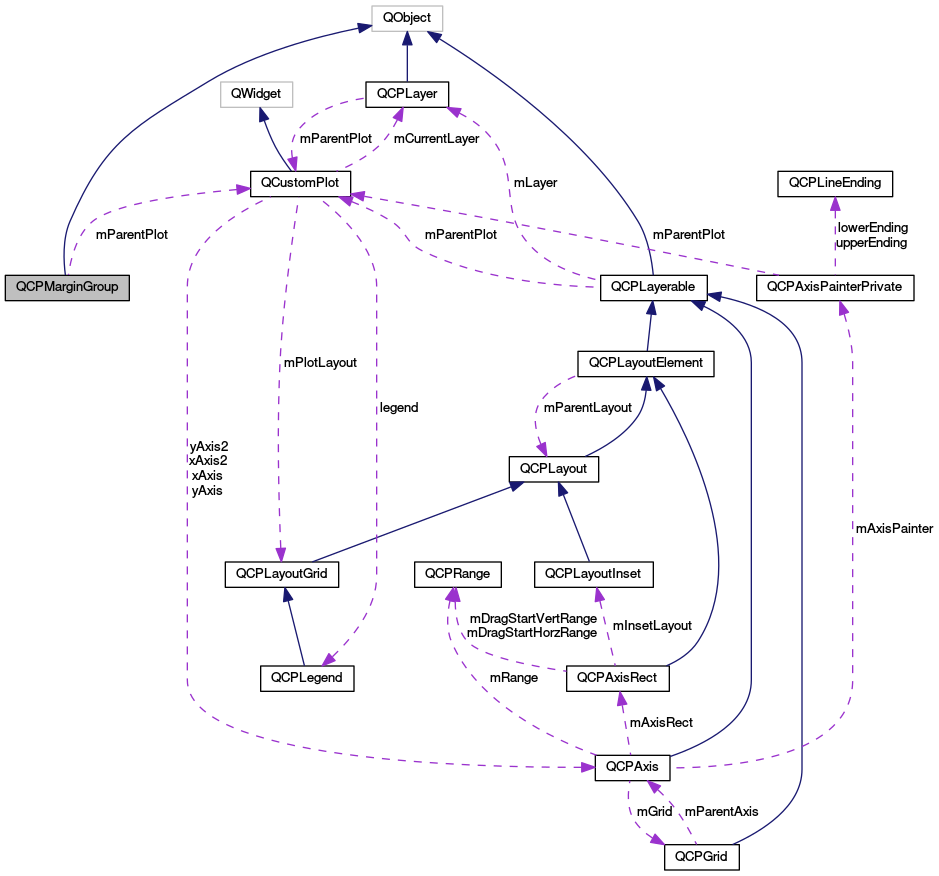 QObject
QWidget
QCPLayer
mParentPlot
mCurrentLayer
QCustomPlot
mLayer
QCPLineEnding
mParentPlot
mParentPlot
mParentPlot
lowerEnding
upperEnding
QCPMarginGroup
QCPLayerable
QCPAxisPainterPrivate
mPlotLayout
QCPLayoutElement
legend
mParentLayout
yAxis2
xAxis2
xAxis
yAxis
QCPLayout
mAxisPainter
QCPLayoutGrid
QCPRange
QCPLayoutInset
mDragStartVertRange
mDragStartHorzRange
mInsetLayout
QCPLegend
mRange
QCPAxisRect
mAxisRect
QCPAxis
mGrid
mParentAxis
QCPGrid